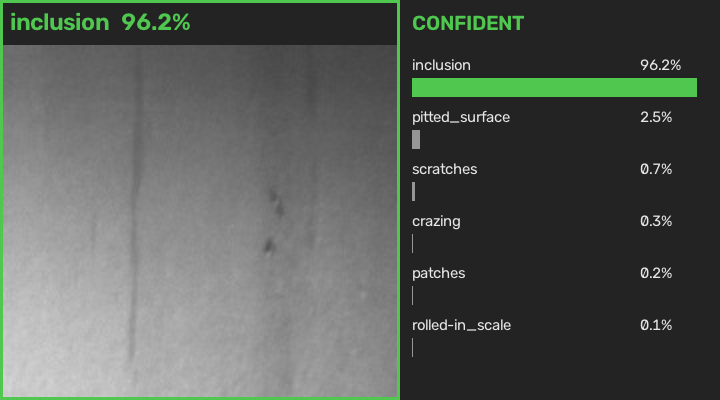 inclusion 96.2%
CONFIDENT
inclusion 96.2%
pitted_surface 2.5%
scratches 0.7%
crazing 0.3%
patches 0.2%
rolled-in_scale 0.1%